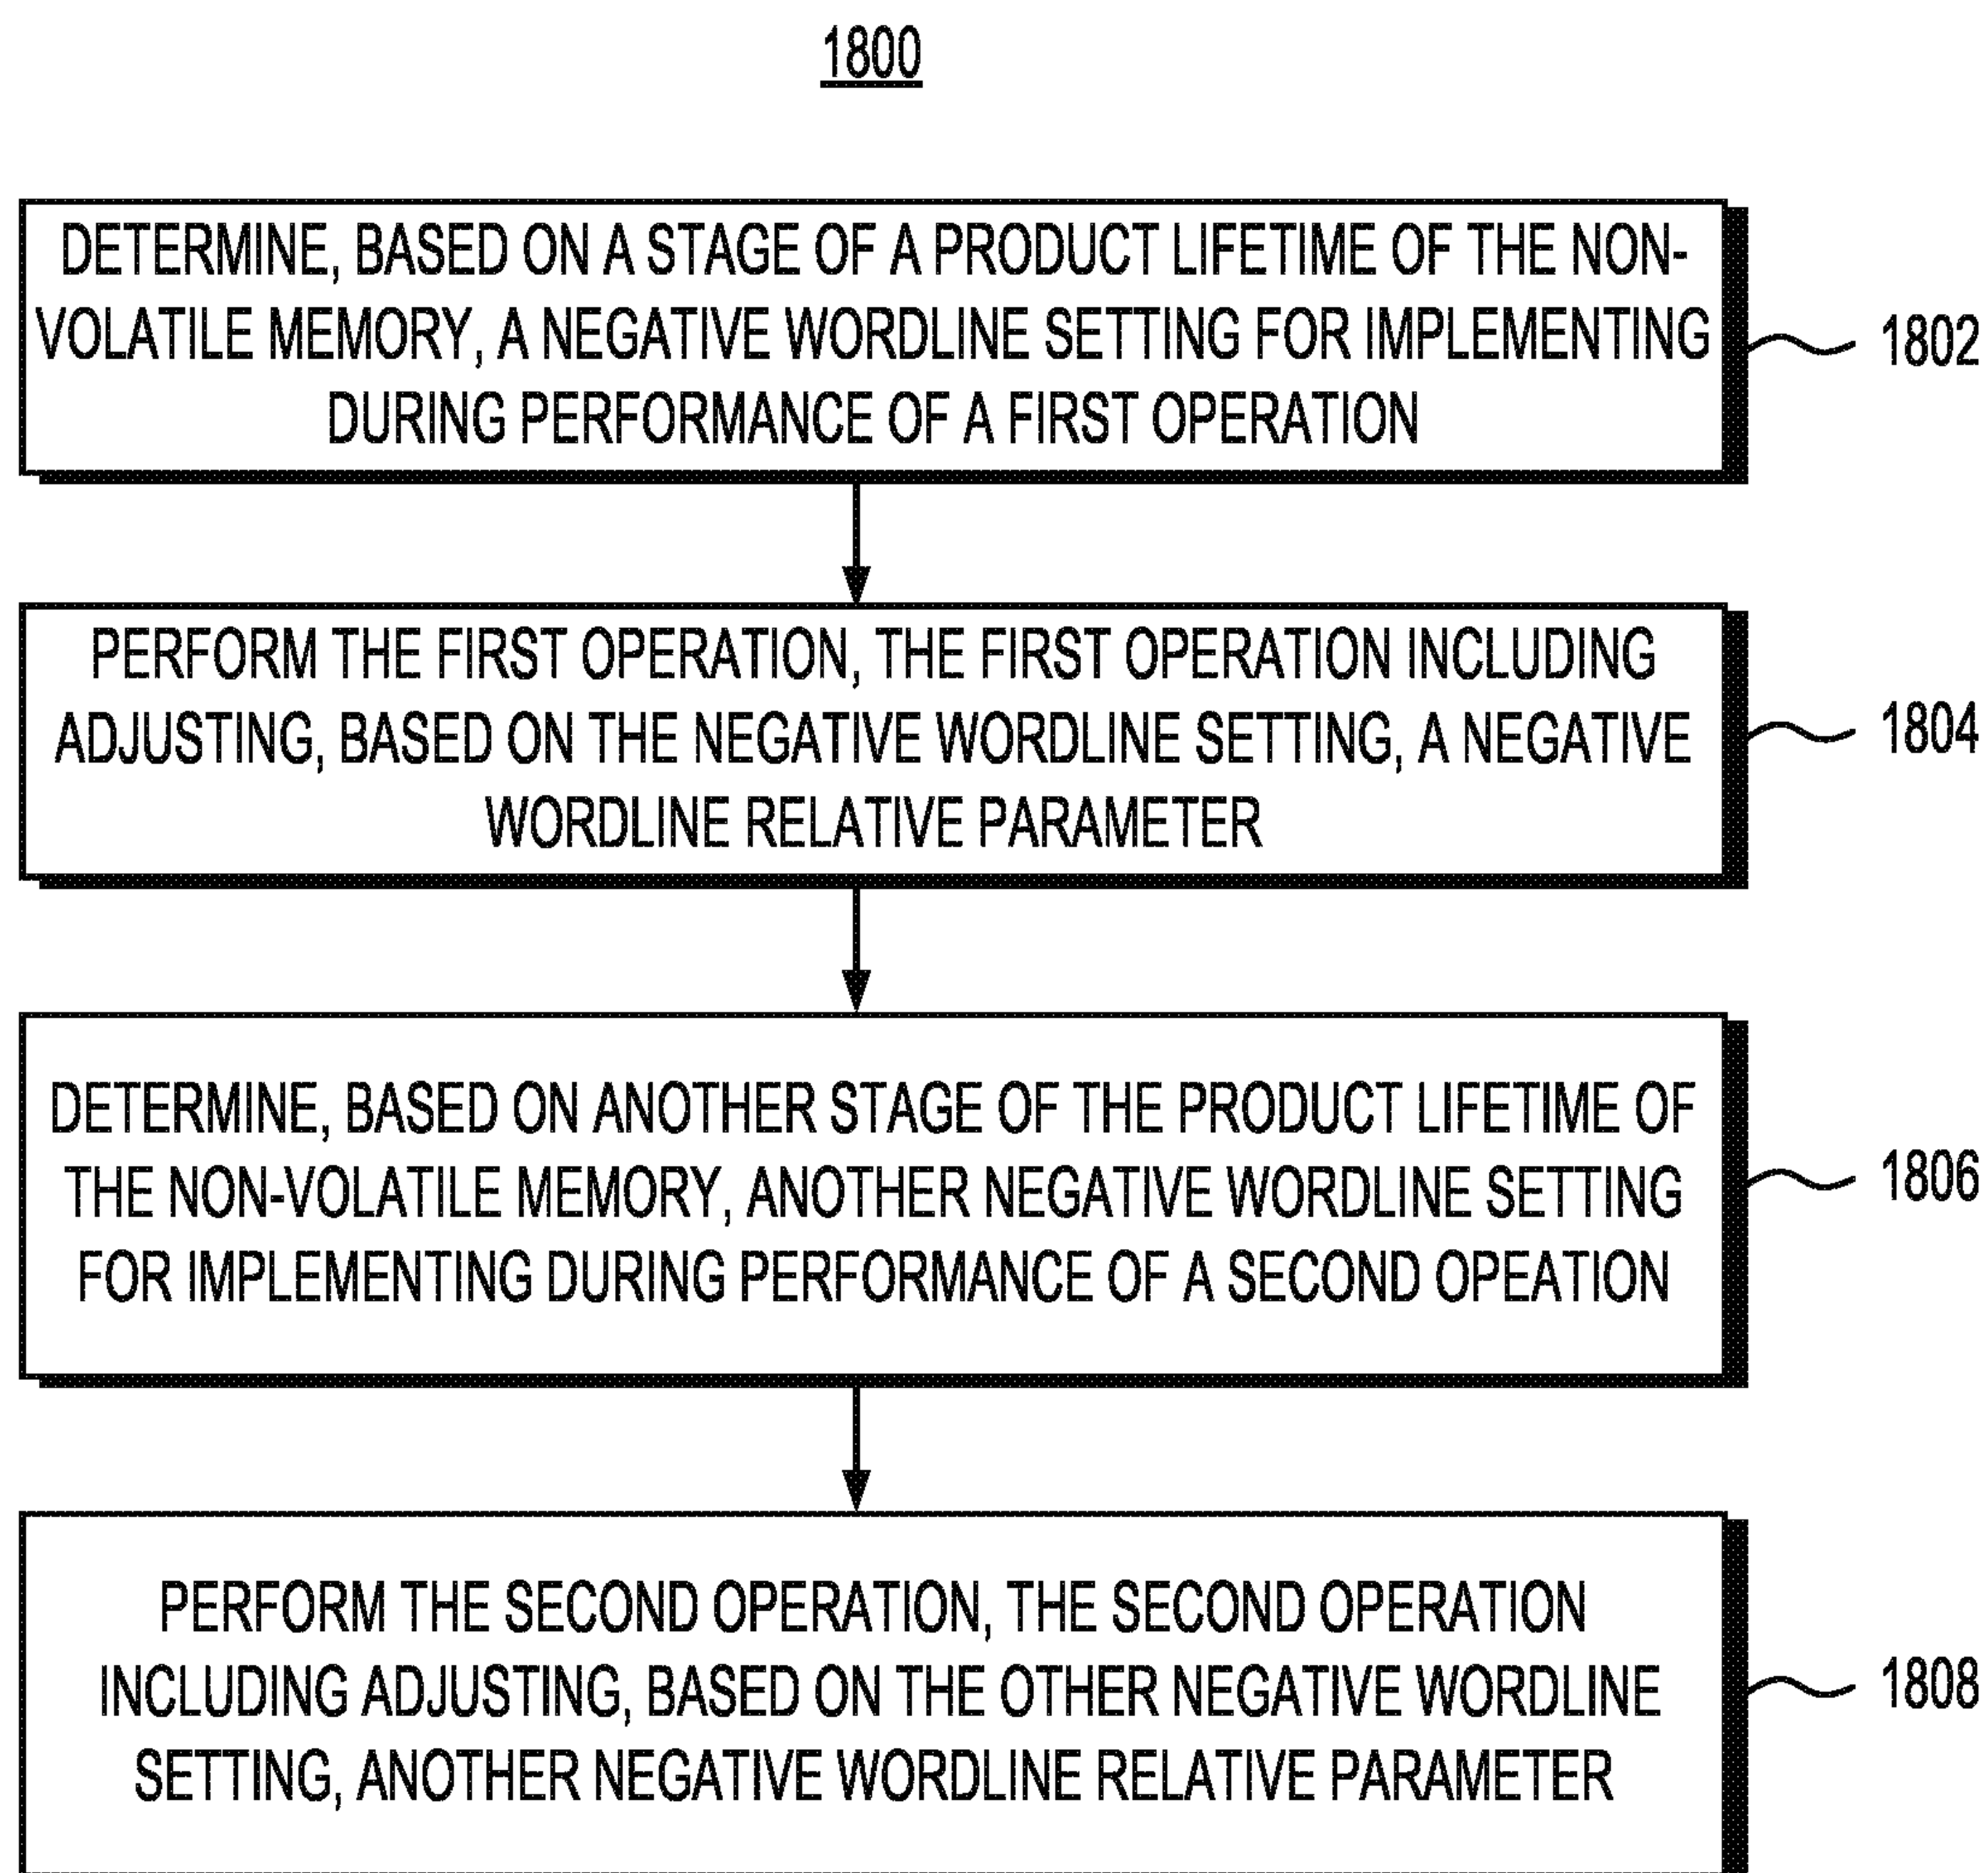 1800
DETERMINE, BASED ON A STAGE OF A PRODUCT LIFETIME OF THE NON-
VOLATILE MEMORY, A NEGATIVE WORDLINE SETTING FOR IMPLEMENTING
DURING PERFORMANCE OF A FIRST OPERATION
1802
PERFORM THE FIRST OPERATION, THE FIRST OPERATION INCLUDING
ADJUSTING, BASED ON THE NEGATIVE WORDLINE SETTING, A NEGATIVE
WORDLINE RELATIVE PARAMETER
1804
DETERMINE, BASED ON ANOTHER STAGE OF THE PRODUCT LIFETIME OF
THE NON-VOLATILE MEMORY, ANOTHER NEGATIVE WORDLINE SETTING
FOR IMPLEMENTING DURING PERFORMANCE OF A SECOND OPEATION
1806
PERFORM THE SECOND OPERATION, THE SECOND OPERATION
INCLUDING ADJUSTING, BASED ON THE OTHER NEGATIVE WORDLINE
SETTING, ANOTHER NEGATIVE WORDLINE RELATIVE PARAMETER
1808